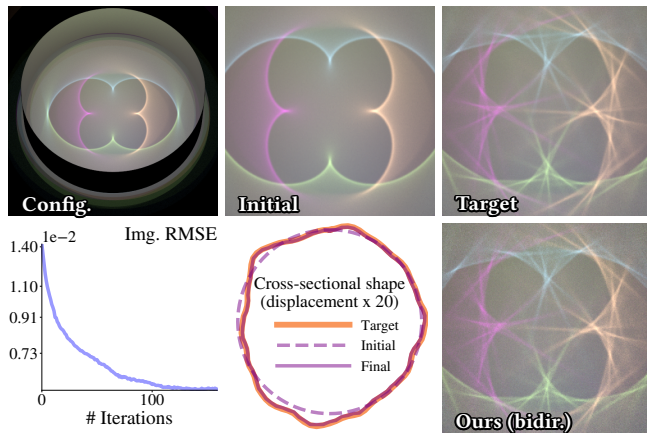 Config.
Initial
Target
Img. RMSE
1e−2
1.40
1.10
0.91
0.73
0
100
# Iterations
Cross-sectional shape
(displacement x 20)
Target
Initial
Final
Ours (bidir.)